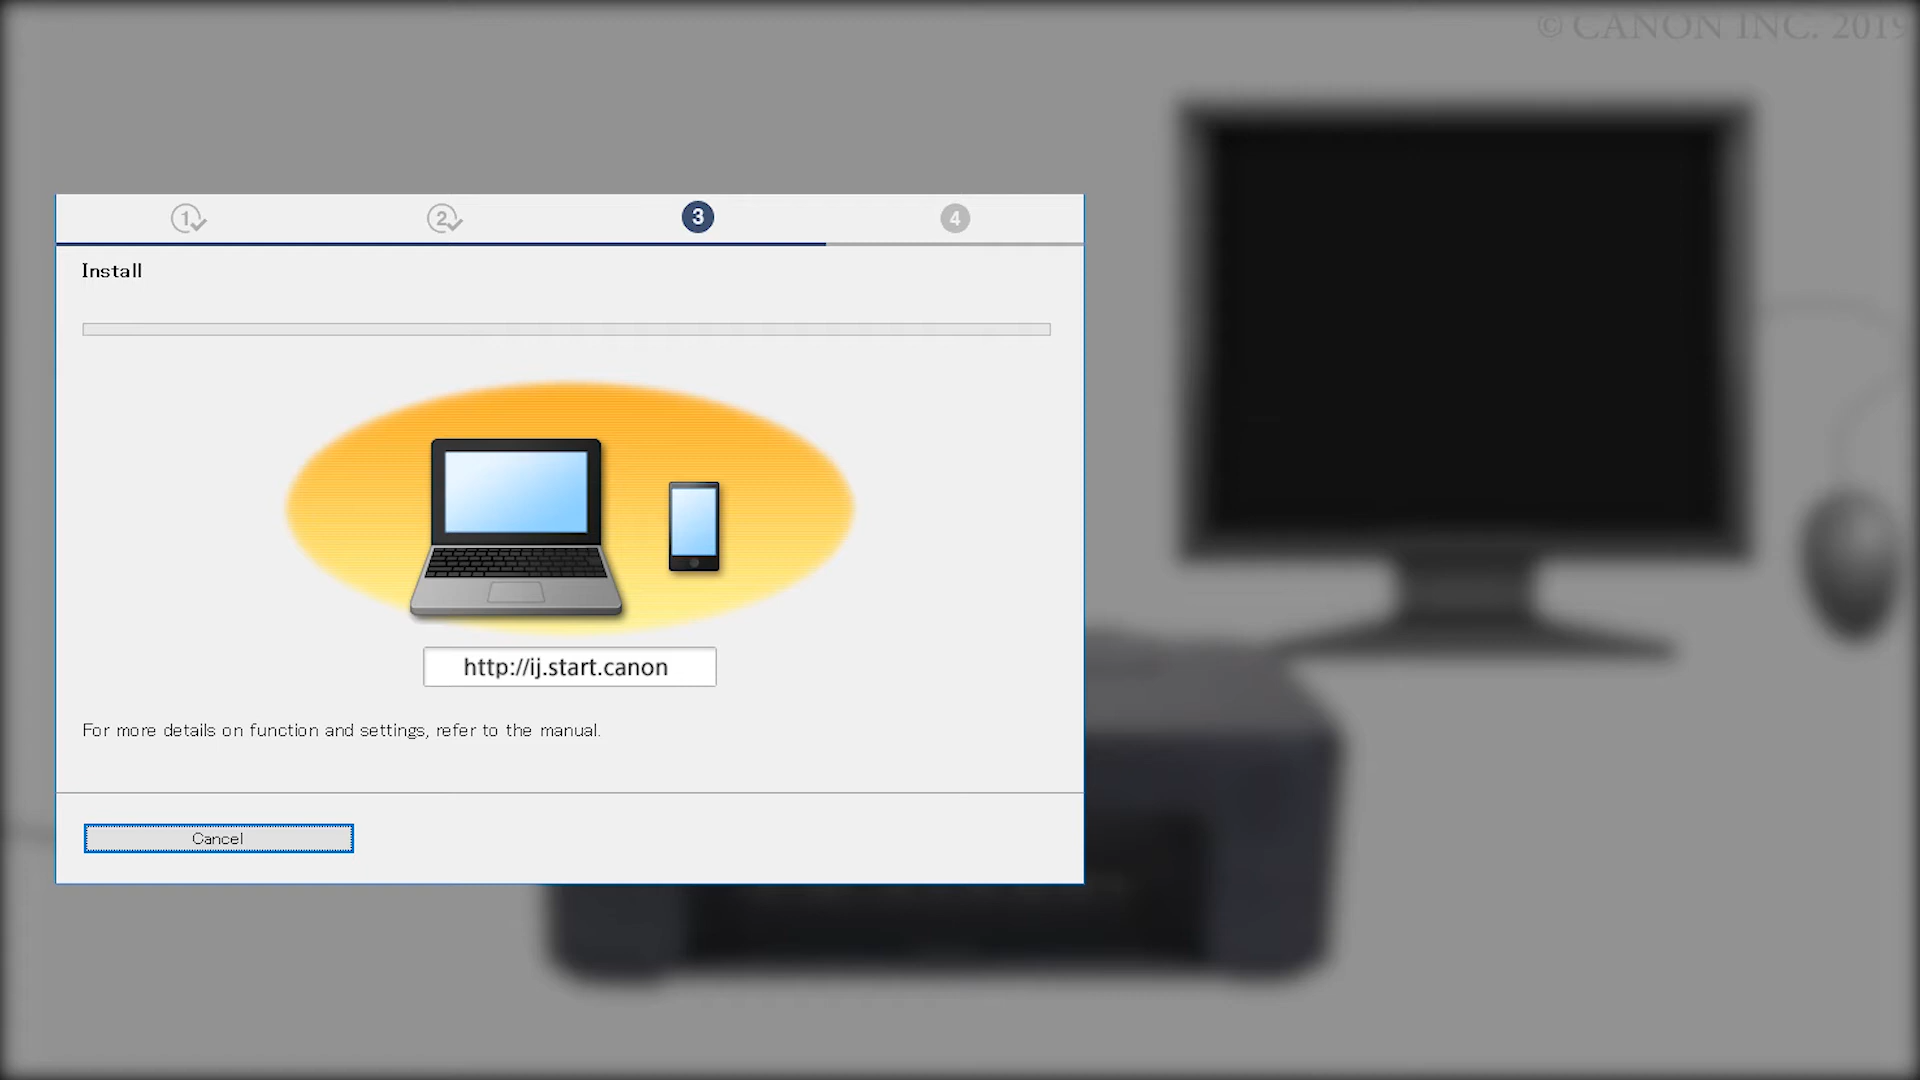 © CANON INC. 2019
1 2 3 4
Install
http://ij.start.canon
For more details on function and settings, refer to the manual.
Cancel